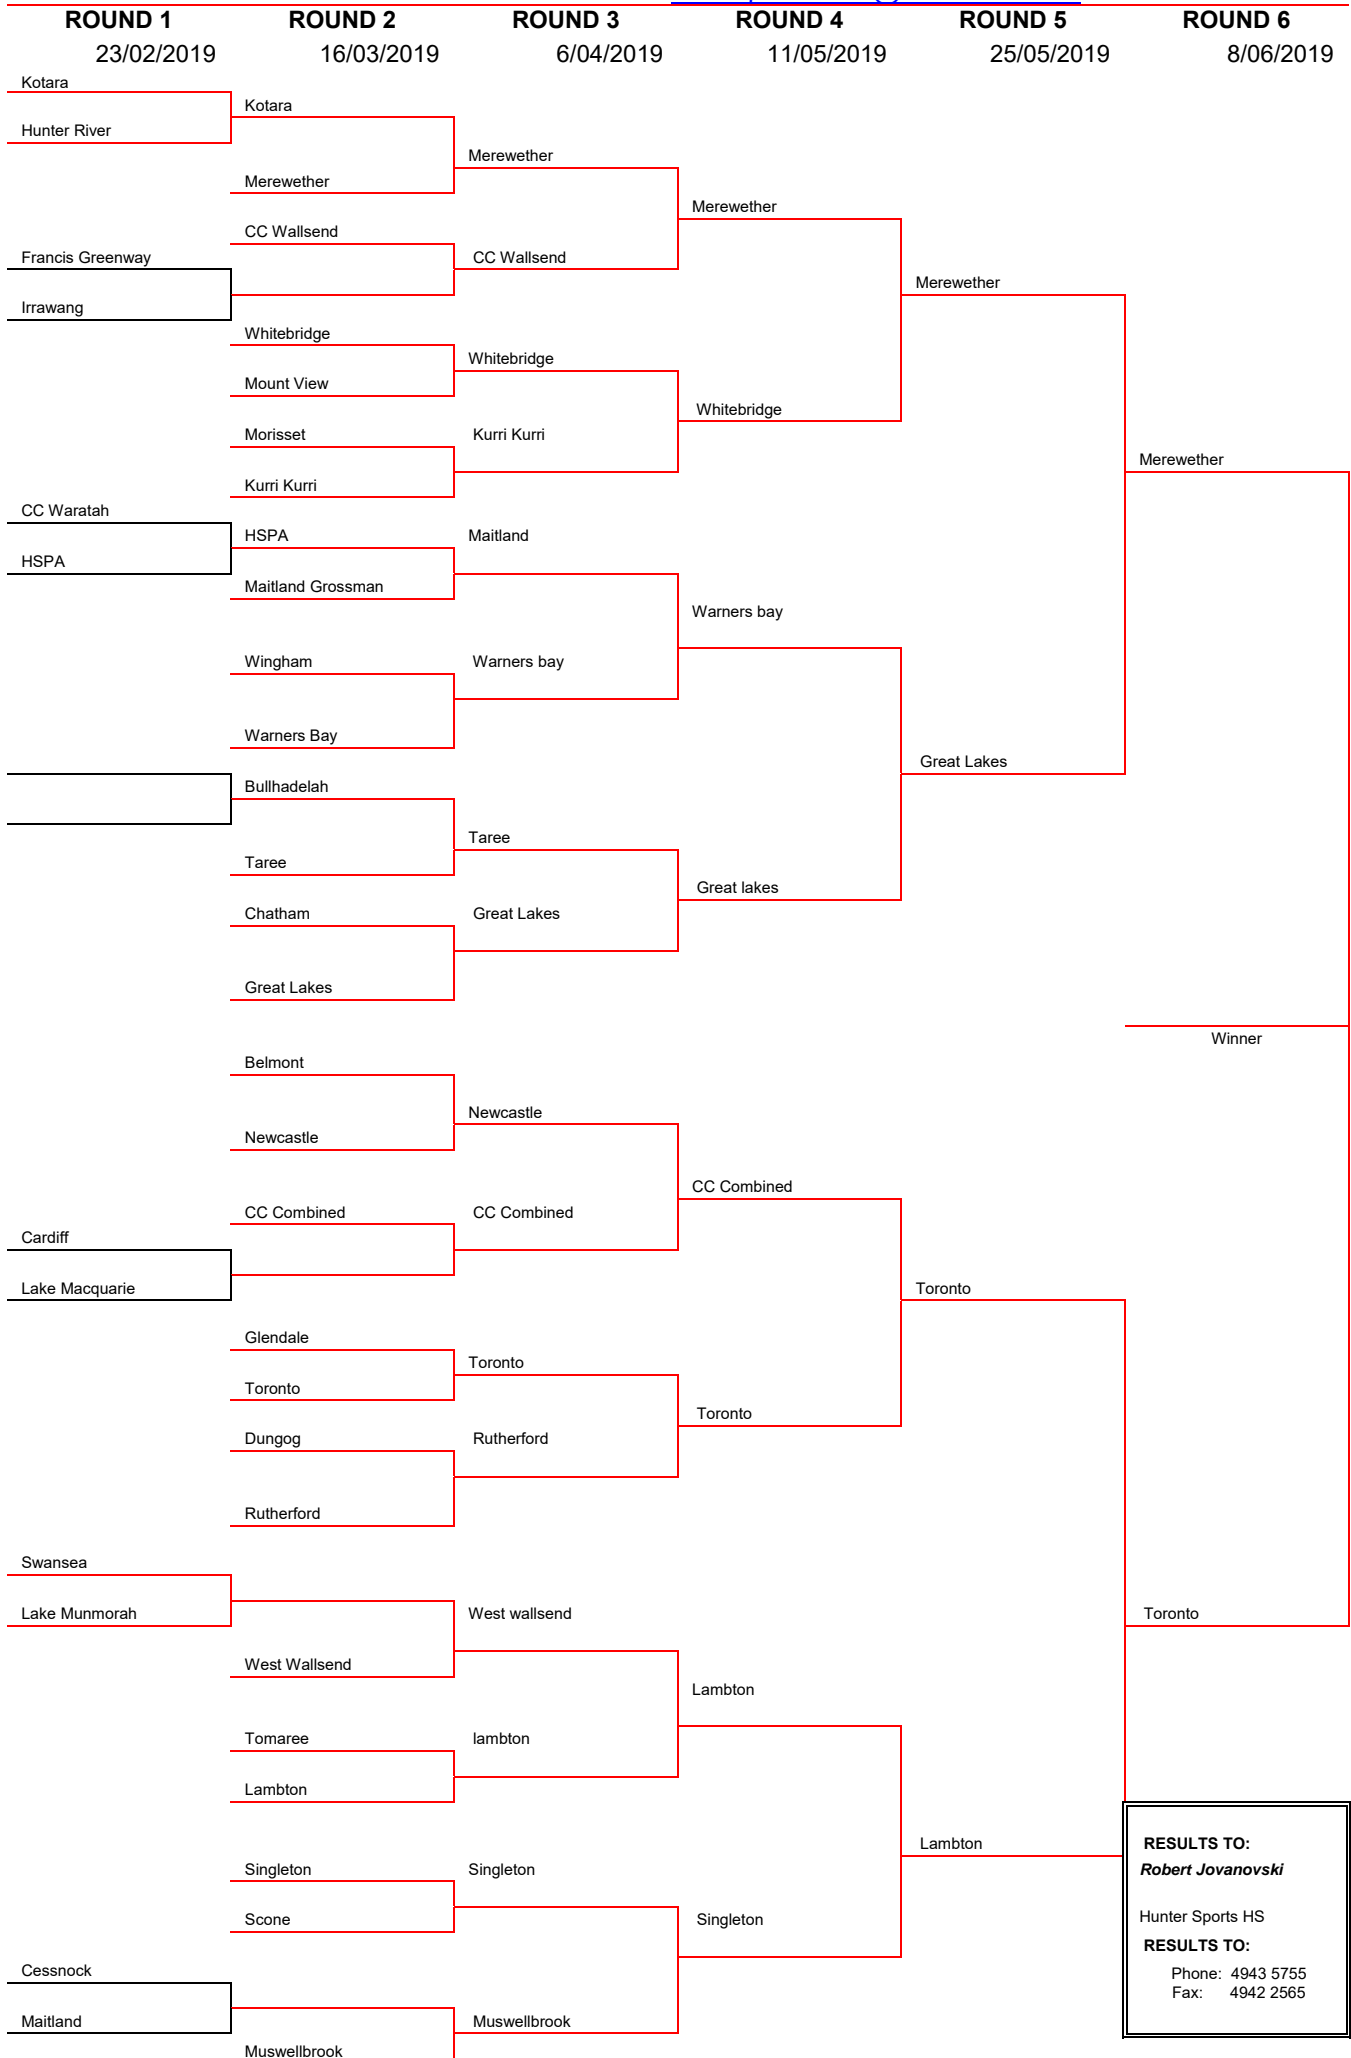 ROUND 1 ROUND 2 ROUND 3 ROUND 4 ROUND 5 ROUND 6
23/02/2019 16/03/2019 6/04/2019 11/05/2019 25/05/2019 8/06/2019
Kotara
Kotara
Hunter River
Merewether
Merewether
Merewether
CC Wallsend
Francis Greenway
CC Wallsend
Merewether
Irrawang
Whitebridge
Whitebridge
Mount View
Whitebridge
Morisset
Kurri Kurri
Merewether
Kurri Kurri
CC Waratah
HSPA
Maitland
HSPA
Maitland Grossman
Warners bay
Wingham
Warners bay
Warners Bay
Great Lakes
Bullhadelah
Taree
Taree
Great lakes
Chatham
Great Lakes
Great Lakes
Winner
Belmont
Newcastle
Newcastle
CC Combined
CC Combined
CC Combined
Cardiff
Lake Macquarie
Toronto
Glendale
Toronto
Toronto
Toronto
Dungog
Rutherford
Rutherford
Swansea
Lake Munmorah
West wallsend
Toronto
West Wallsend
Lambton
Tomaree
lambton
Lambton
Lambton
RESULTS TO:
Singleton
Singleton
Robert Jovanovski
Scone
Singleton
Hunter Sports HS
RESULTS TO:
Cessnock
Phone: 4943 5755
Fax: 4942 2565
Maitland
Muswellbrook
Muswellbrook